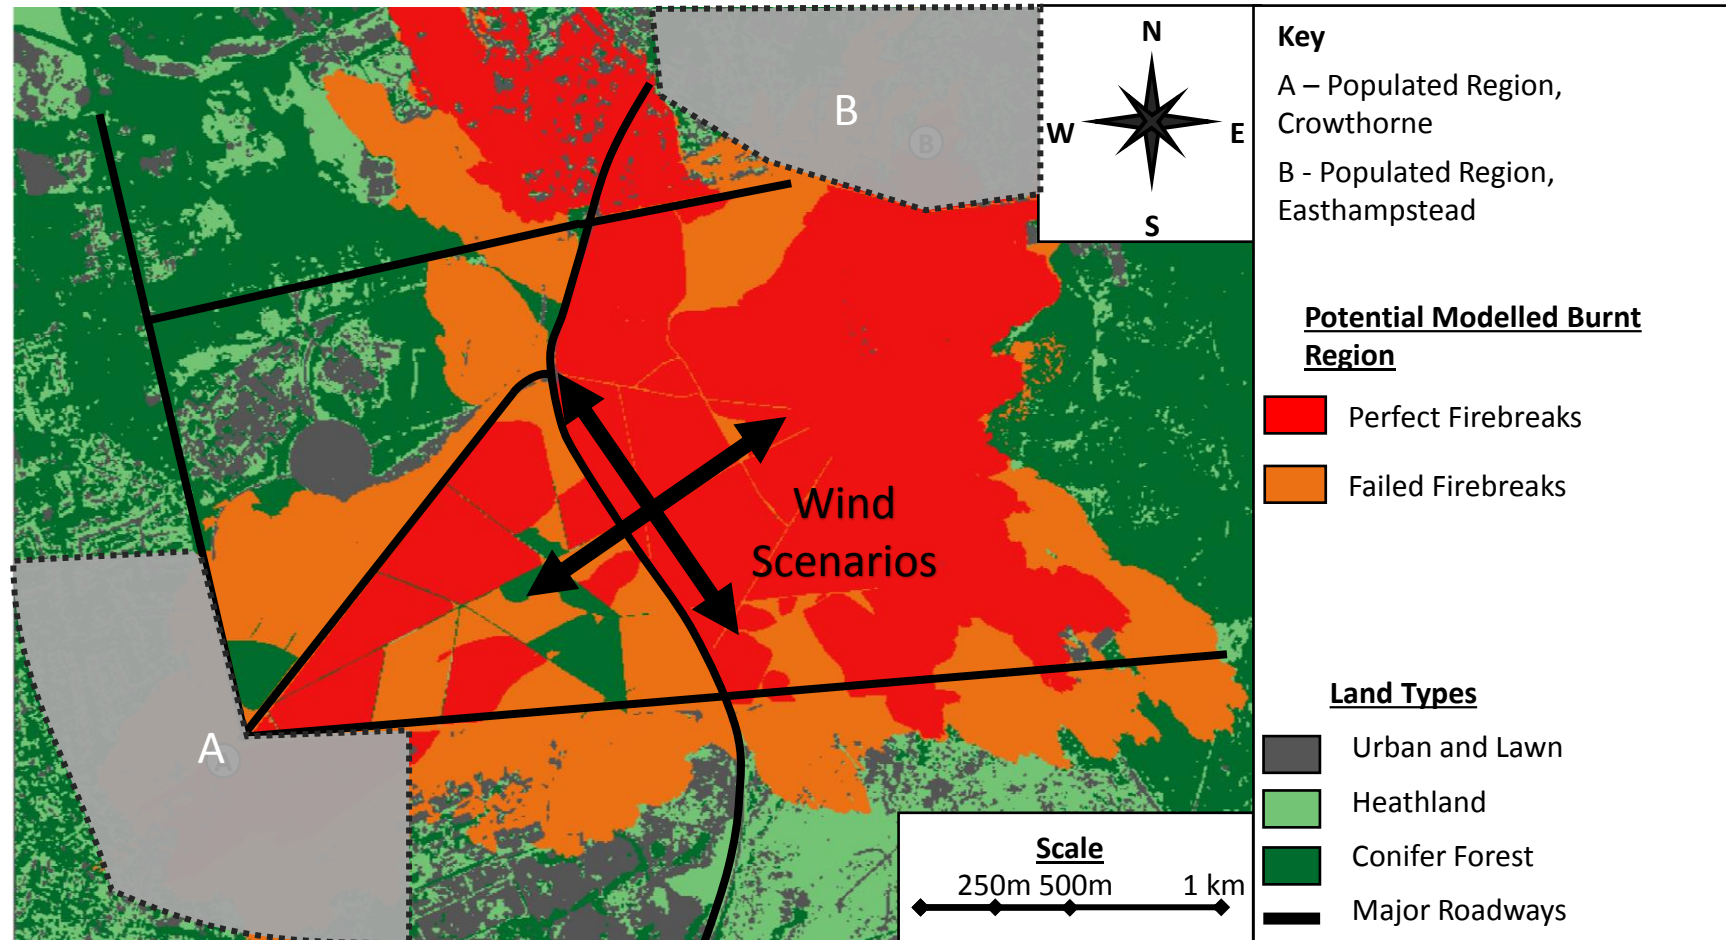 B
B
A
A
Wind
Scenarios
N
W
E
S
Scale
250m 500m 1 km
Key
A – Populated Region,
Crowthorne
B - Populated Region,
Easthampstead
Potential Modelled Burnt
Region
Perfect Firebreaks
Failed Firebreaks
Land Types
Urban and Lawn
Heathland
Conifer Forest
Major Roadways